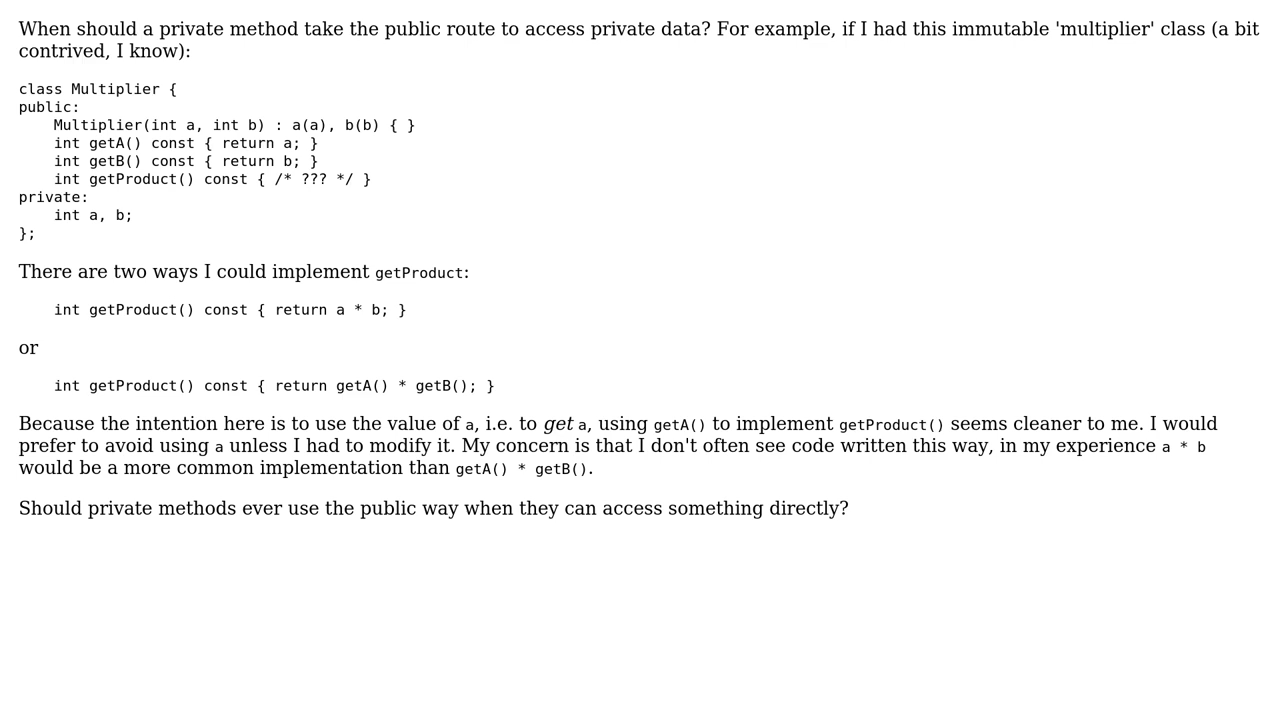 When should a private method take the public route to access private data? For example, if I had this immutable 'multiplier' class (a bit
contrived, I know):
class Multiplier {
public:
    Multiplier(int a, int b) : a(a), b(b) { }
    int getA() const { return a; }
    int getB() const { return b; }
    int getProduct() const { /* ??? */ }
private:
    int a, b;
};
There are two ways I could implement getProduct:
    int getProduct() const { return a * b; }
or
    int getProduct() const { return getA() * getB(); }
Because the intention here is to use the value of a, i.e. to get a, using getA() to implement getProduct() seems cleaner to me. I would
prefer to avoid using a unless I had to modify it. My concern is that I don't often see code written this way, in my experience a * b
would be a more common implementation than getA() * getB().
Should private methods ever use the public way when they can access something directly?